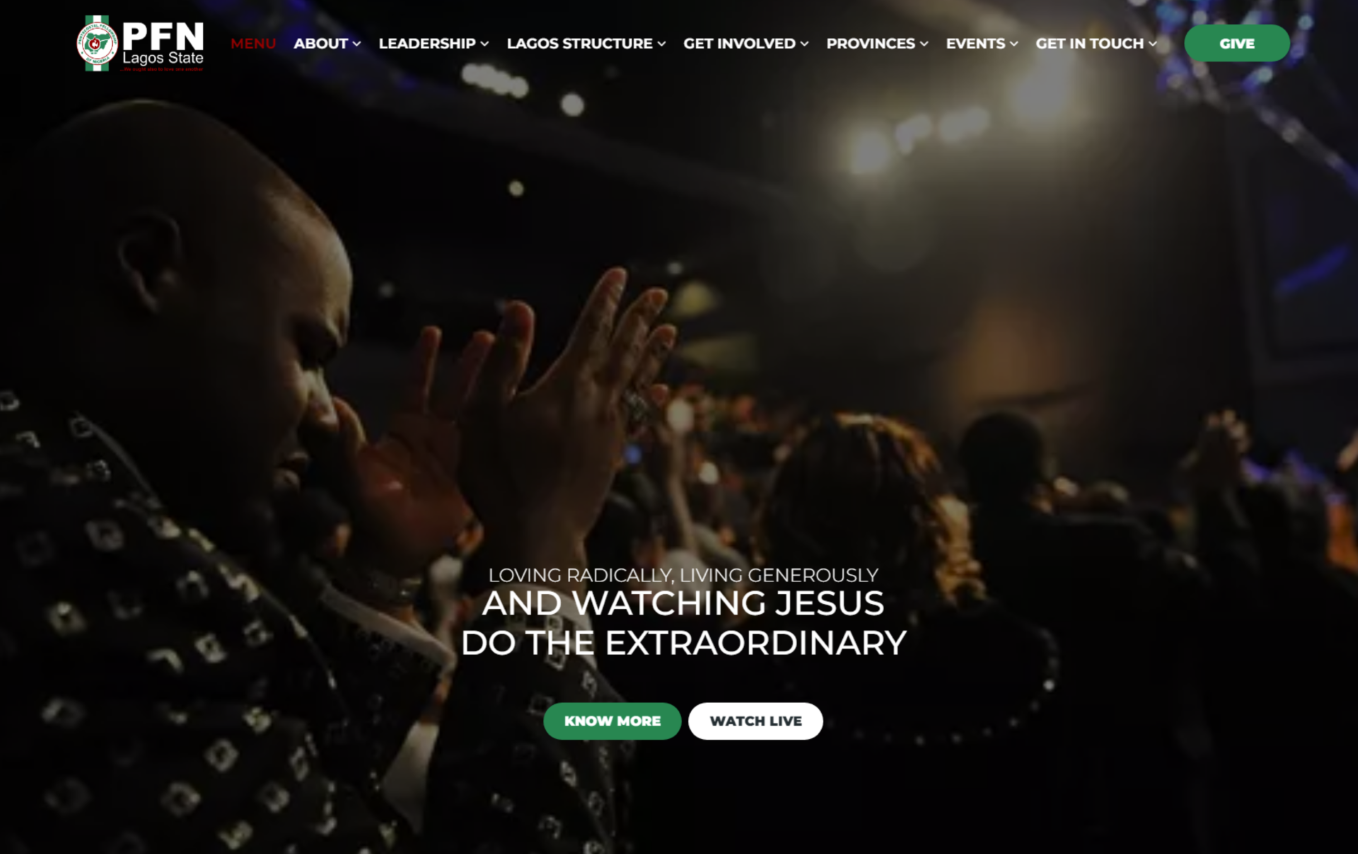 PFN
Lagos State
MENU
ABOUT
LEADERSHIP
LAGOS STRUCTURE
GET INVOLVED
PROVINCES
EVENTS
GET IN TOUCH
GIVE
LOVING RADICALLY, LIVING GENEROUSLY
AND WATCHING JESUS
DO THE EXTRAORDINARY
KNOW MORE
WATCH LIVE